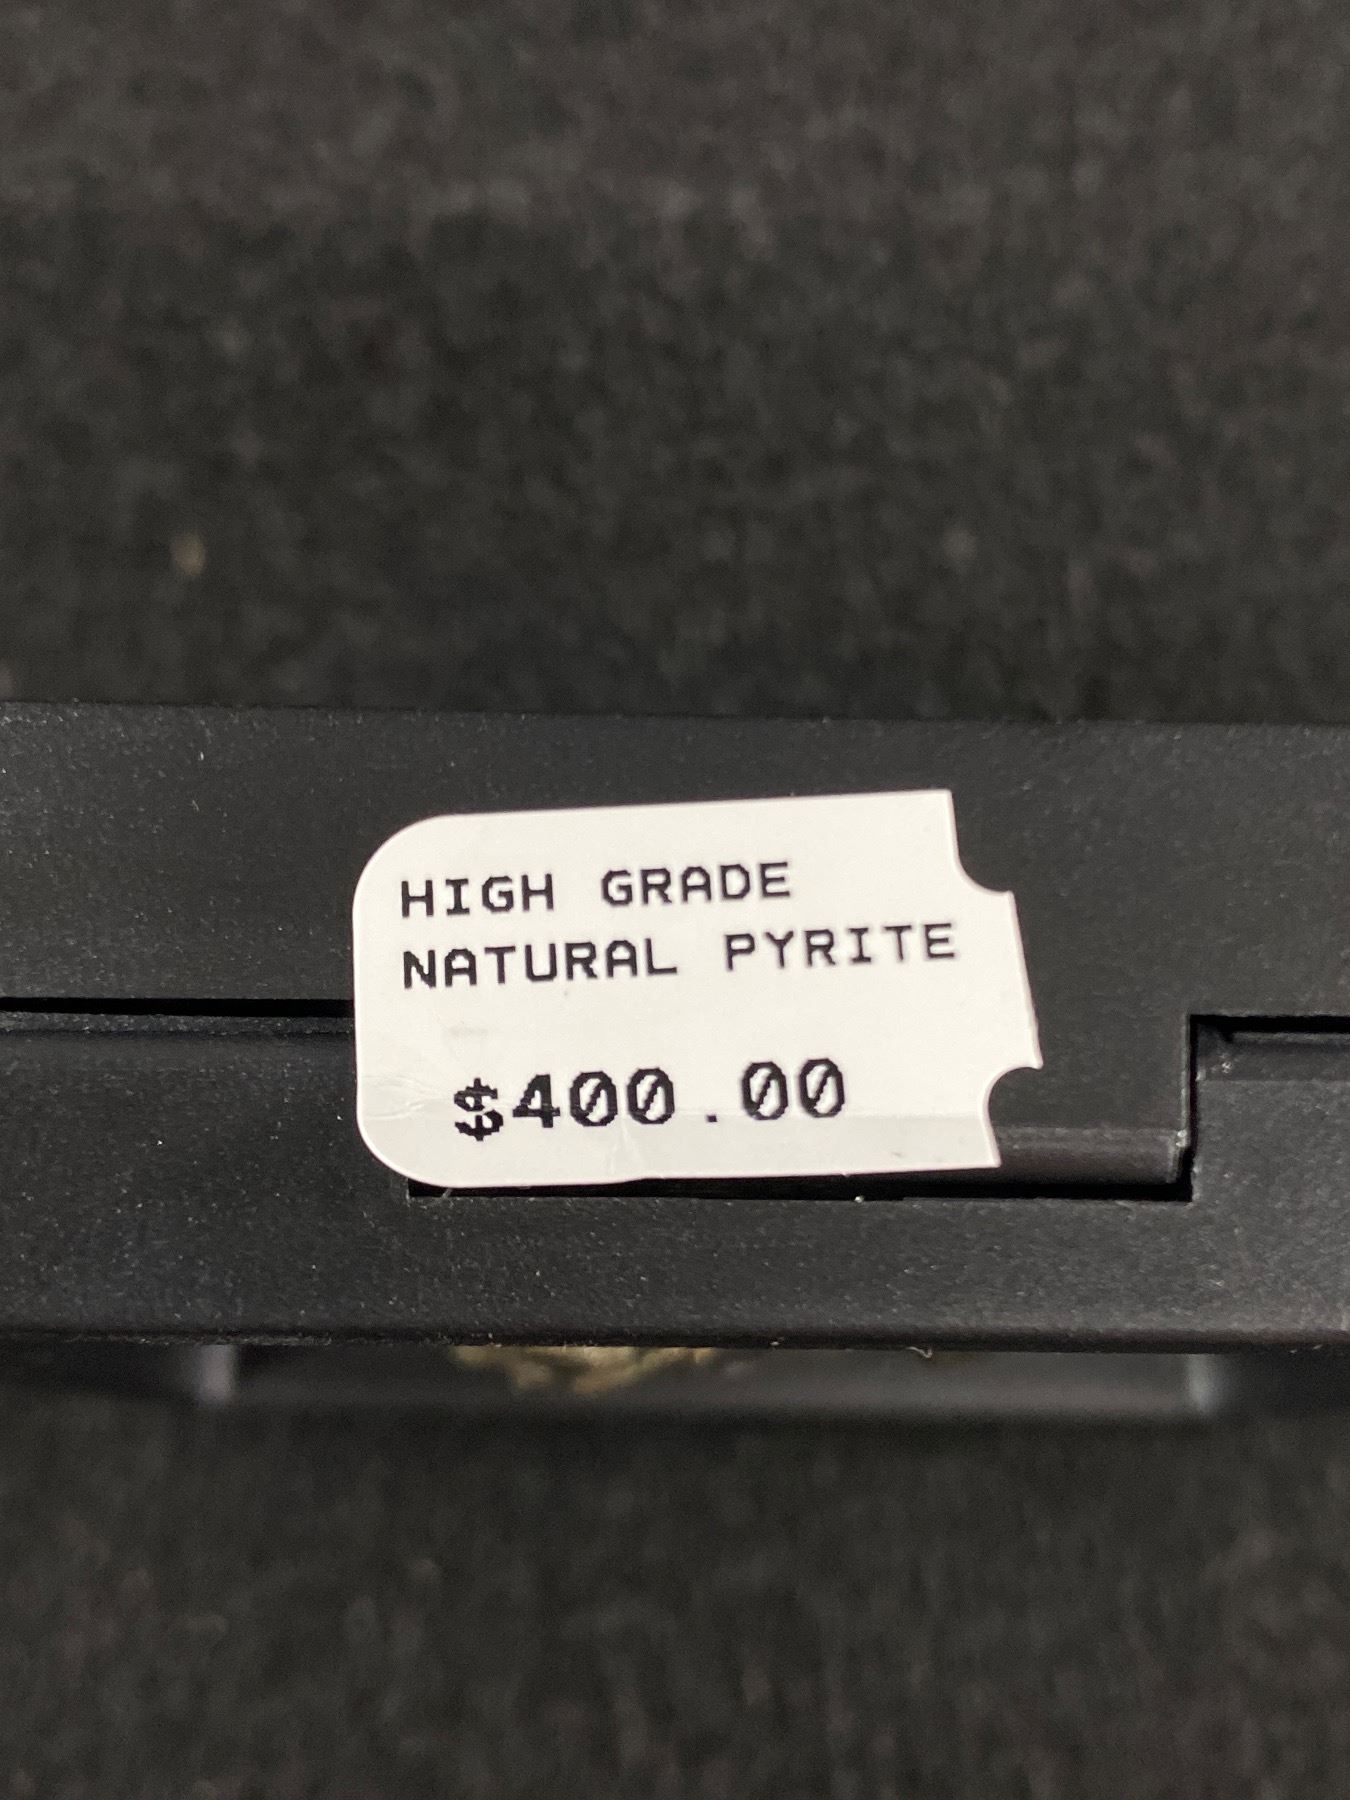 HIGH GRADE
NATURAL PYRITE
$400.00